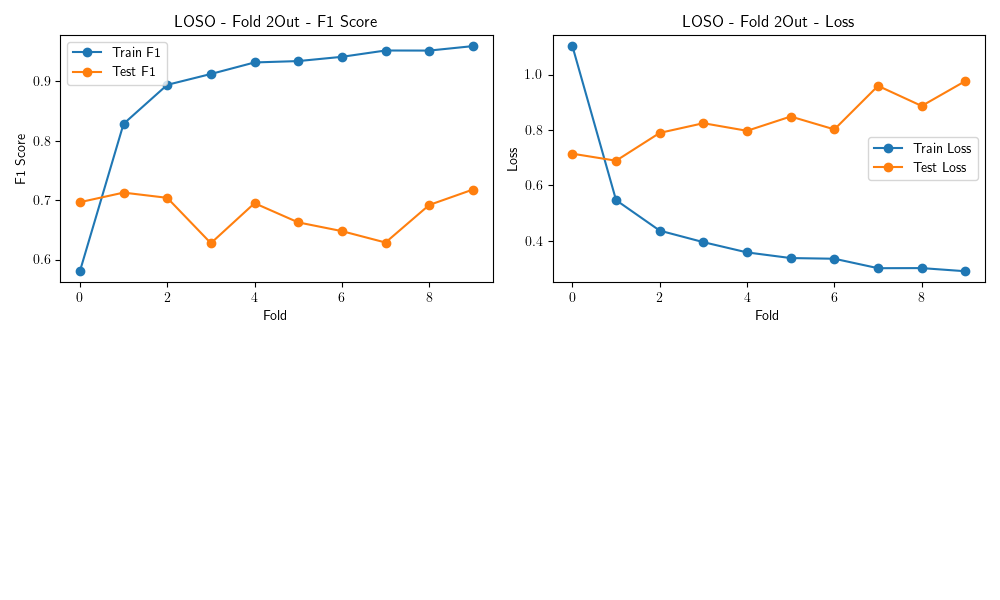 LOSO - Fold 2Out - F1 Score
Train F1
Test F1
F1 Score
0.9
0.8
0.7
0.6
0 2 4 6 8
Fold
LOSO - Fold 2Out - Loss
Train Loss
Test Loss
Loss
1.0
0.8
0.6
0.4
0 2 4 6 8
Fold